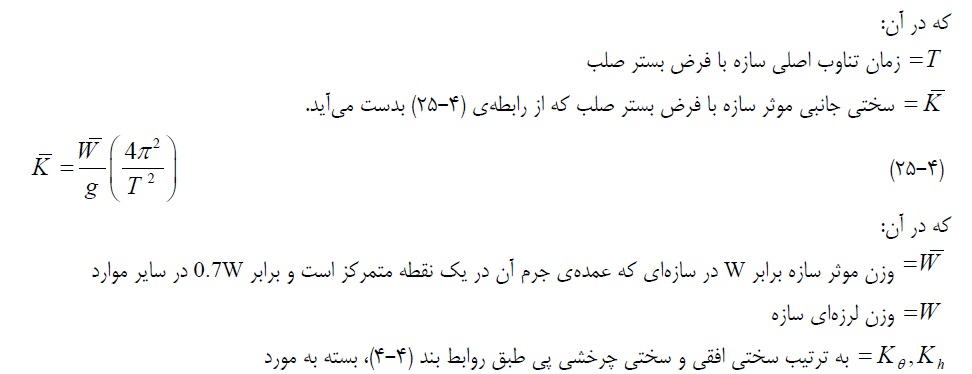 که در آن:
T= زمان تناوب اصلی سازه با فرض بستر صلب
K̅ = سختی جانبی موثر سازه با فرض بستر صلب که از رابطه‌ی (۴-۲۵) بدست می‌آید.
(۴-۲۵) K̅ = W̅/g (4π²/T²)
که در آن:
W̅= وزن موثر سازه برابر W در سازه‌ای که عمده‌ی جرم آن در یک نقطه متمرکز است و برابر 0.7W در سایر موارد
W= وزن لرزه‌ای سازه
K_θ, K_h = به ترتیب سختی افقی و سختی چرخشی پی طبق روابط بند (۴-۴)، بسته به مورد